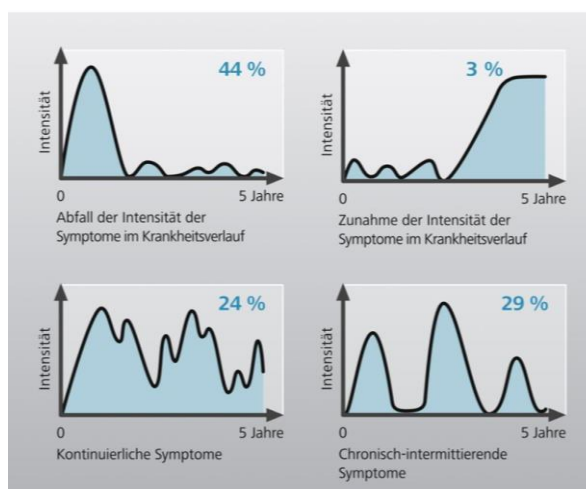 44 %
Intensität
0
5 Jahre
Abfall der Intensität der
Symptome im Krankheitsverlauf
3 %
Intensität
0
5 Jahre
Zunahme der Intensität der
Symptome im Krankheitsverlauf
24 %
Intensität
0
5 Jahre
Kontinuierliche Symptome
29 %
Intensität
0
5 Jahre
Chronisch-intermittierende
Symptome